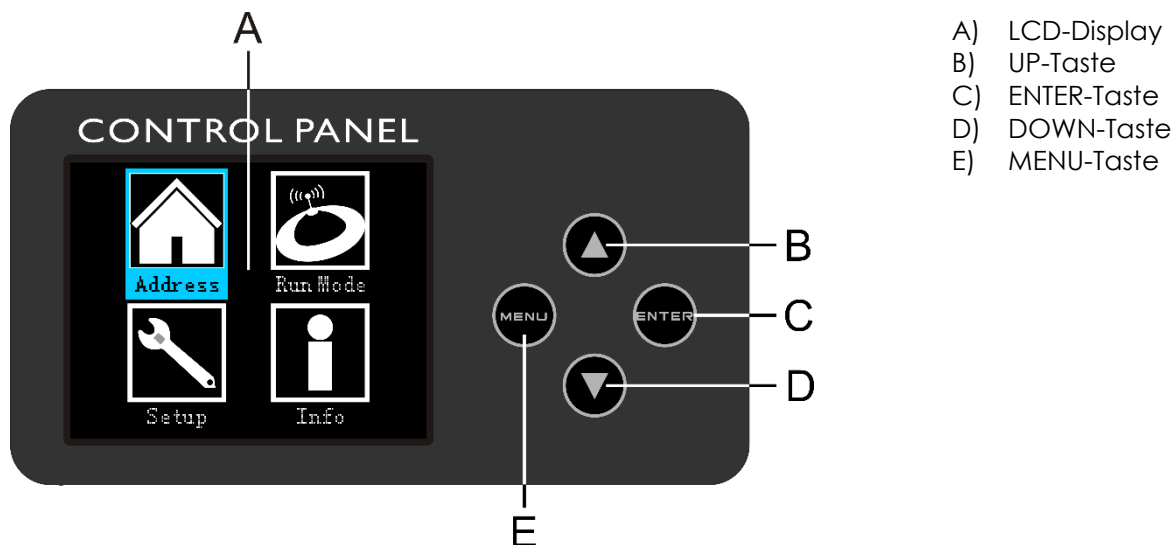 A
CONTROL PANEL
Address
Run Mode
Setup
Info
MENU
ENTER
B
C
D
E
A) LCD-Display
B) UP-Taste
C) ENTER-Taste
D) DOWN-Taste
E) MENU-Taste